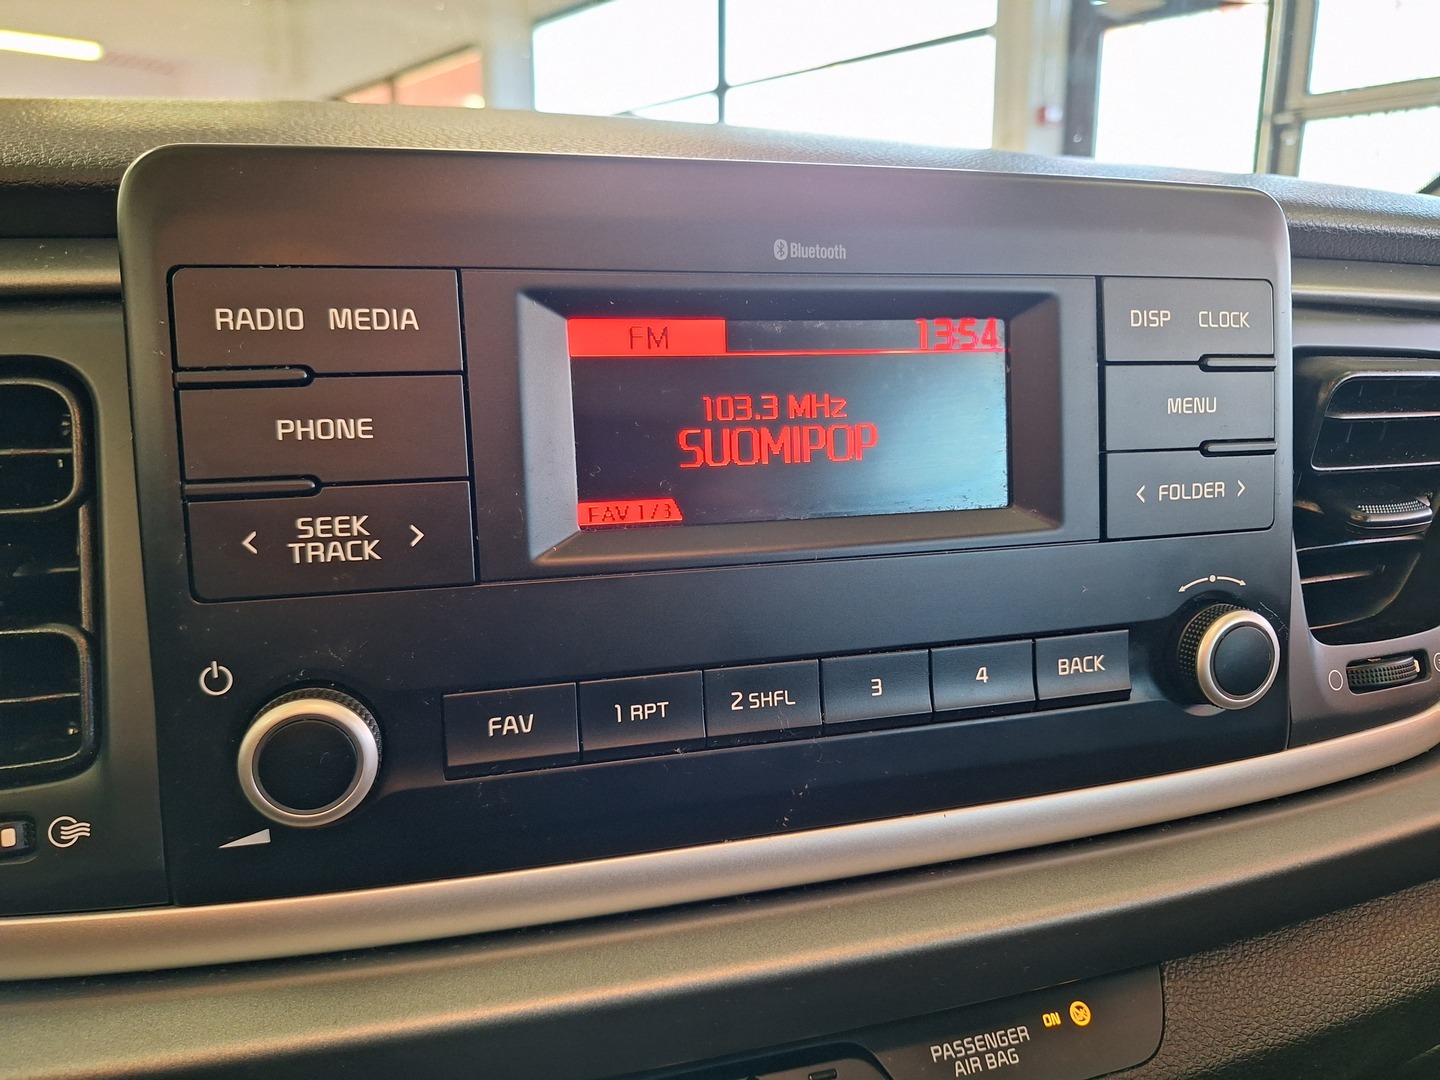 Bluetooth
RADIO MEDIA
PHONE
< SEEK TRACK >
FM 13:54
103.3 MHz
SUOMIPOP
FAV 1/3
DISP CLOCK
MENU
< FOLDER >
FAV
1 RPT
2 SHFL
3
4
BACK
PASSENGER
AIR BAG
ON